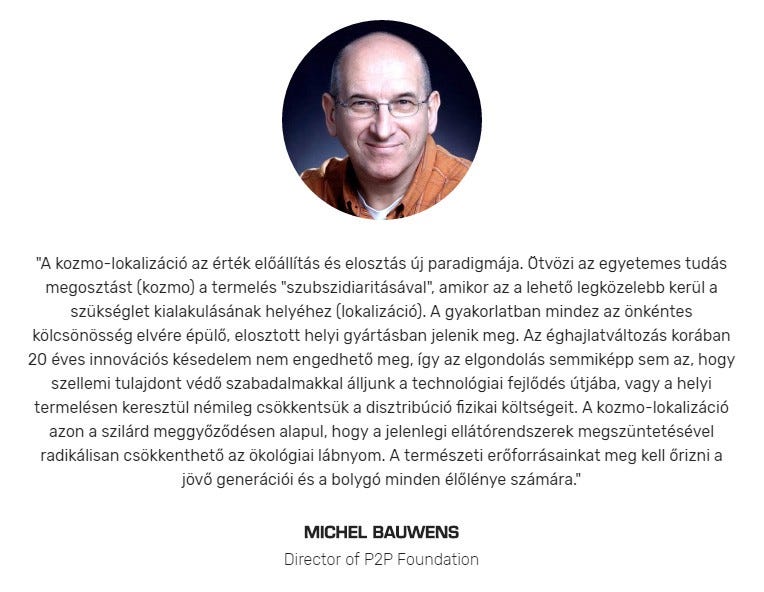 "A kozmo-lokalizáció az érték előállítás és elosztás új paradigmája. Ötvözi az egyetemes tudás
megosztást (kozmo) a termelés "szubszidiaritásával", amikor az a lehető legközelebb kerül a
szükséglet kialakulásának helyéhez (lokalizáció). A gyakorlatban mindez az önkéntes
kölcsönösség elvére épülő, elosztott helyi gyártásban jelenik meg. Az éghajlatváltozás korában
20 éves innovációs késedelem nem engedhető meg, így az elgondolás semmiképp sem az, hogy
szellemi tulajdont védő szabadalmakkal álljunk a technológiai fejlődés útjába, vagy a helyi
termelésen keresztül némileg csökkentsük a disztribúció fizikai költségeit. A kozmo-lokalizáció
azon a szilárd meggyőződésen alapul, hogy a jelenlegi ellátórendszerek megszüntetésével
radikálisan csökkenthető az ökológiai lábnyom. A természeti erőforrásainkat meg kell őrizni a
jövő generációi és a bolygó minden élőlénye számára."
MICHEL BAUWENS
Director of P2P Foundation